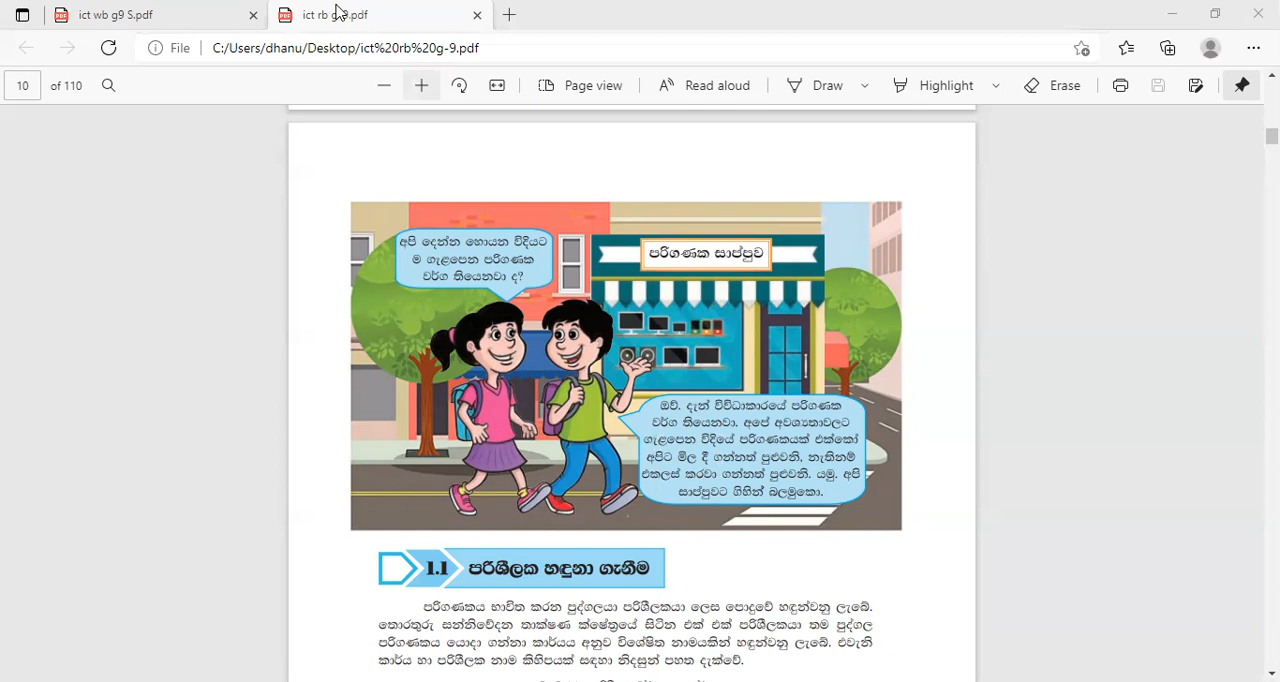 ict wb g9 S.pdf
ict rb g-9.pdf
File
C:/Users/dhanu/Desktop/ict%20rb%20g-9.pdf
10 of 110
Page view
Read aloud
Draw
Highlight
Erase
අපි දෙන්න හොයන විදියට
ම ගැළපෙන පරිගණක
වර්ග තියෙනවා ද?
පරිගණක සාප්පුව
ඔව්. දැන් විවිධාකාරයේ පරිගණක
වර්ග තියෙනවා. අපේ අවශ්‍යතාවලට
ගැළපෙන විදියේ පරිගණකයක් එක්කෝ
අපිට මිල දී ගන්නත් පුළුවනි, නැතිනම්
එකලස් කරවා ගන්නත් පුළුවනි. යමු. අපි
සාප්පුවට ගිහින් බලමුකො.
1.1 පරිශීලක හඳුනා ගැනීම
පරිගණකය භාවිත කරන පුද්ගලයා පරිශීලකයා ලෙස පොදුවේ හඳුන්වනු ලැබේ.
තොරතුරු සන්නිවේදන තාක්ෂණ ක්ෂේත්‍රයේ සිටින එක් එක් පරිශීලකයා තම පුද්ගල
පරිගණකය යොදා ගන්නා කාර්යය අනුව විශේෂිත නාමයකින් හඳුන්වනු ලැබේ. එවැනි
කාර්ය හා පරිශීලක නාම කිහිපයක් සඳහා නිදසුන් පහත දැක්වේ.